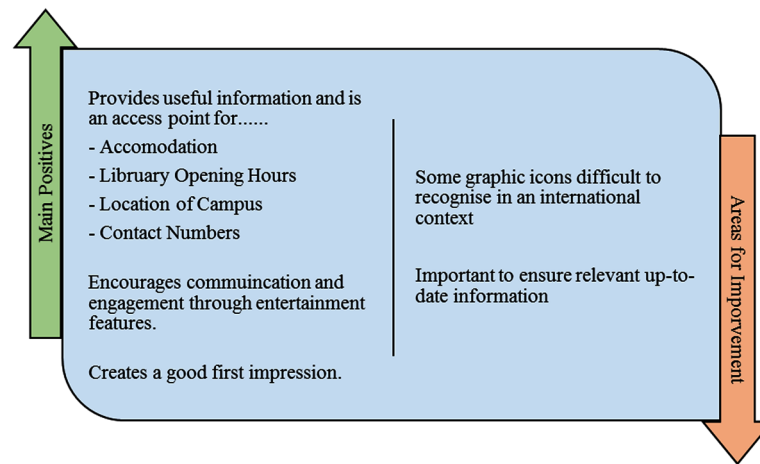 Main Positives
Provides useful information and is
an access point for......
- Accomodation
- Libruary Opening Hours
- Location of Campus
- Contact Numbers
Encourages commuincation and
engagement through entertainment
features.
Creates a good first impression.
Some graphic icons difficult to
recognise in an international
context
Important to ensure relevant up-to-
date information
Areas for Imporvement